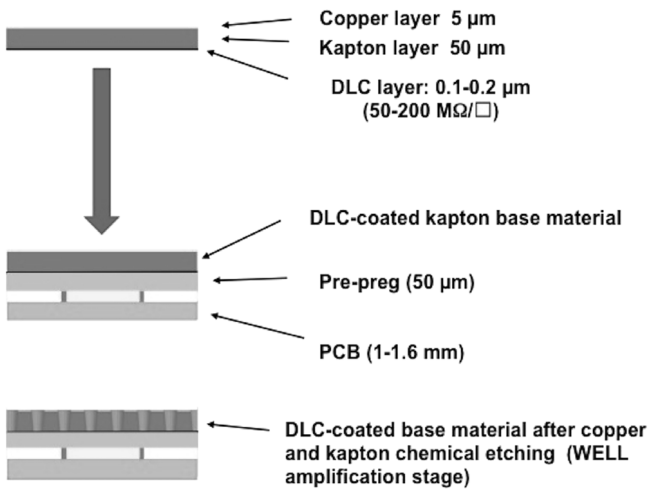 Copper layer 5 µm
Kapton layer 50 µm
DLC layer: 0.1-0.2 µm
(50-200 MΩ/□)
DLC-coated kapton base material
Pre-preg (50 µm)
PCB (1-1.6 mm)
DLC-coated base material after copper
and kapton chemical etching (WELL
amplification stage)